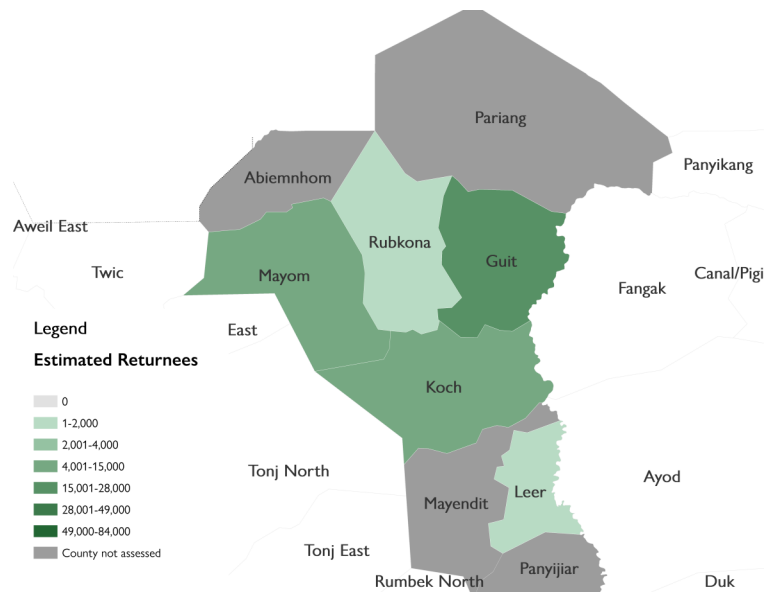 Pariang
Panyikang
Abiemnhom
Aweil East
Rubkona
Twic
Mayom
Guit
Fangak
Canal/Pigi
Legend
East
Estimated Returnees
0
1-2,000
2,001-4,000
4,001-15,000
15,001-28,000
28,001-49,000
49,000-84,000
County not assessed
Koch
Tonj North
Ayod
Leer
Mayendit
Tonj East
Panyijiar
Rumbek North
Duk